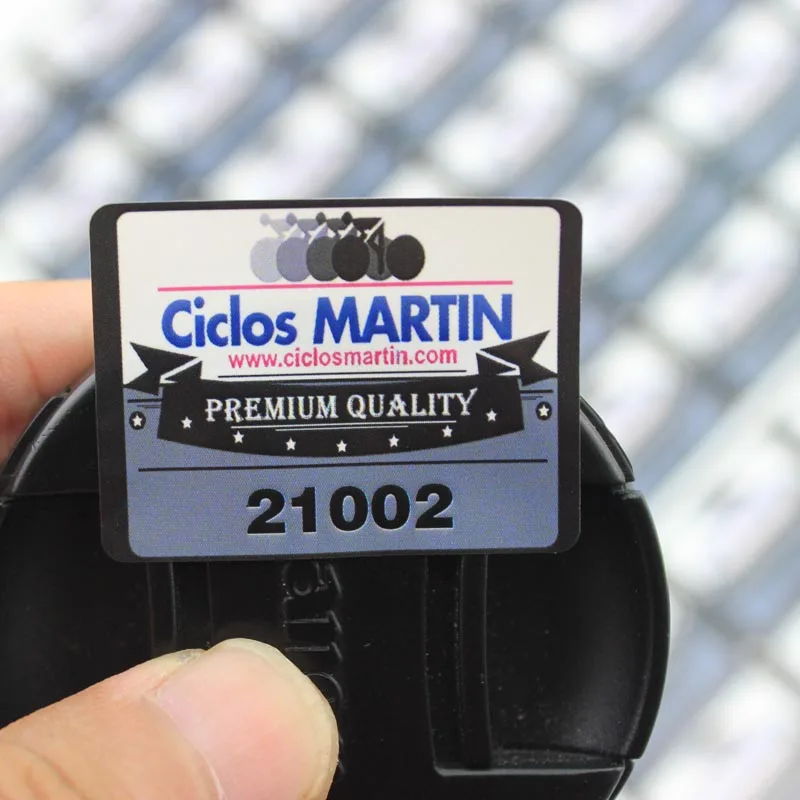 Ciclos MARTIN
www.ciclosmartin.com
PREMIUM QUALITY
21002